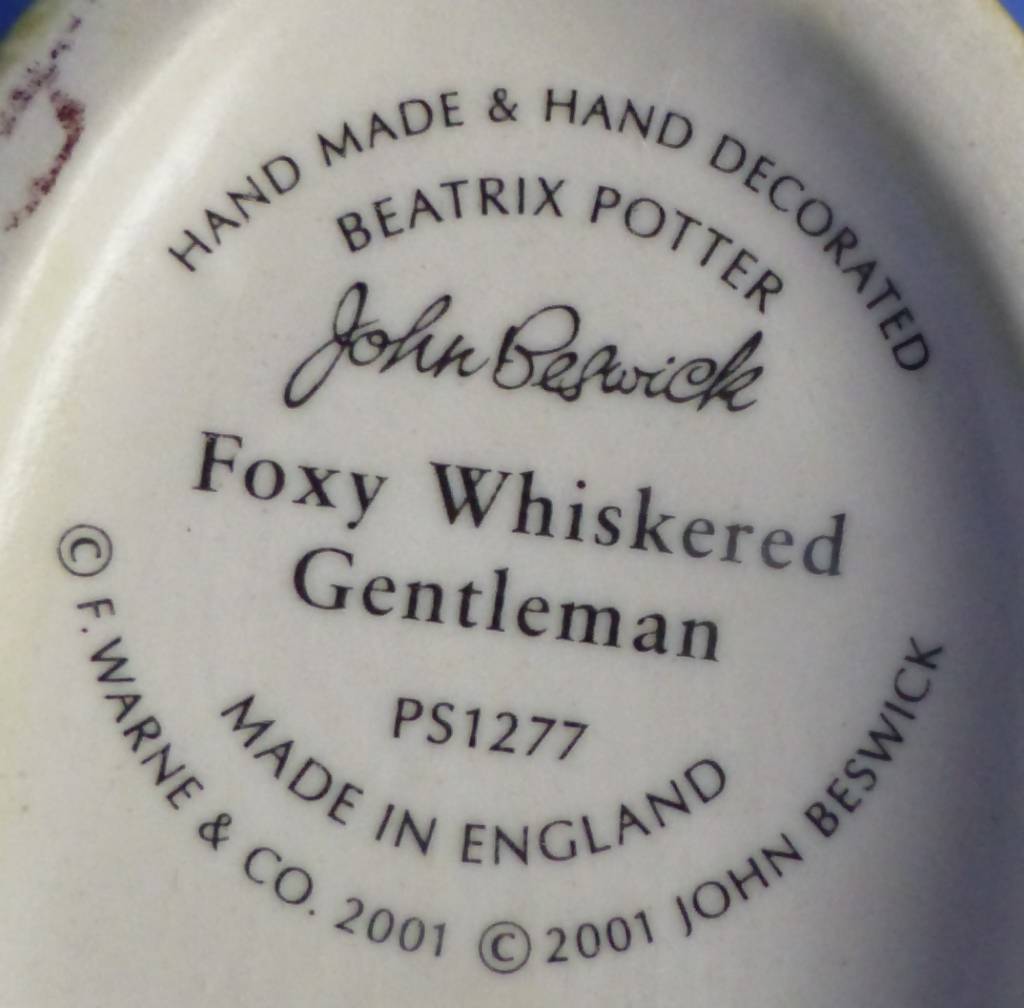 HAND MADE & HAND DECORATED
BEATRIX POTTER
John Beswick
Foxy Whiskered
Gentleman
PS1277
MADE IN ENGLAND
© F. WARNE & CO. 2001 © 2001 JOHN BESWICK